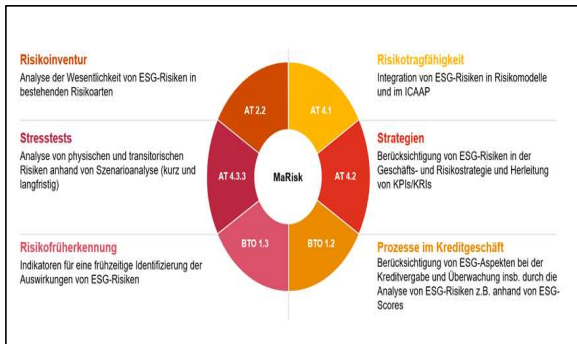 Risikoinventur
Analyse der Wesentlichkeit von ESG-Risiken in
bestehenden Risikoarten
Stresstests
Analyse von physischen und transitorischen
Risiken anhand von Szenarioanalyse (kurz und
langfristig)
Risikofrüherkennung
Indikatoren für eine frühzeitige Identifizierung der
Auswirkungen von ESG-Risiken
AT 2.2
AT 4.1
AT 4.3.3
MaRisk
AT 4.2
BTO 1.3
BTO 1.2
Risikotragfähigkeit
Integration von ESG-Risiken in Risikomodelle
und im ICAAP
Strategien
Berücksichtigung von ESG-Risiken in der
Geschäfts- und Risikostrategie und Herleitung
von KPIs/KRIs
Prozesse im Kreditgeschäft
Berücksichtigung von ESG-Aspekten bei der
Kreditvergabe und Überwachung insb. durch die
Analyse von ESG-Risiken z.B. anhand von ESG-
Scores